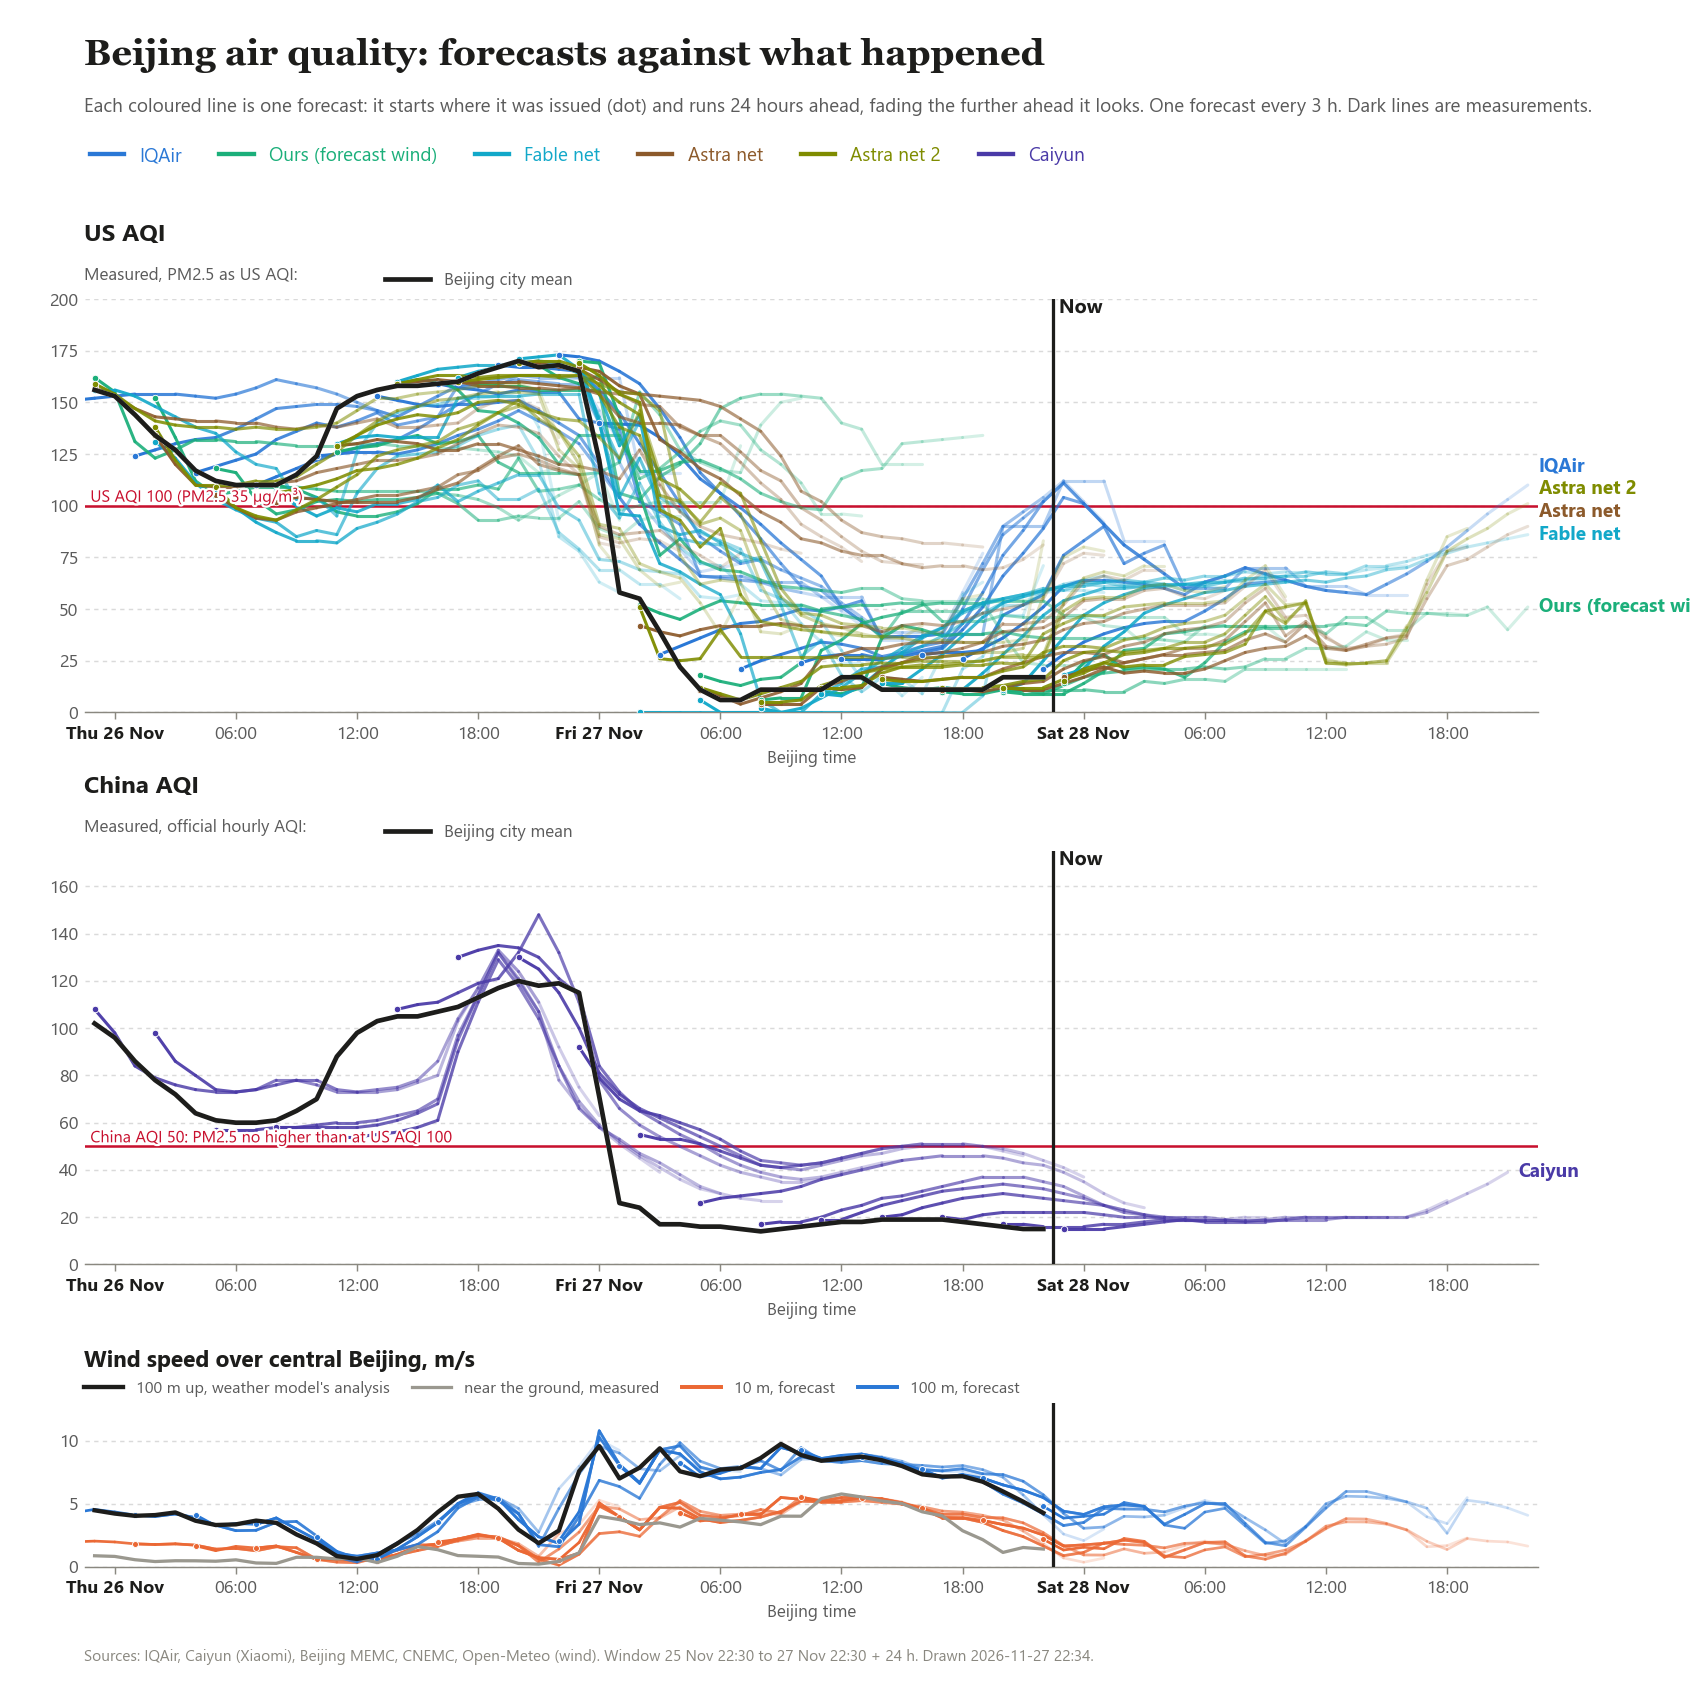 Beijing air quality: forecasts against what happened
Each coloured line is one forecast: it starts where it was issued (dot) and runs 24 hours ahead, fading the further ahead it looks. One forecast every 3 h. Dark lines are measurements.
IQAir Ours (forecast wind) Fable net Astra net Astra net 2 Caiyun
US AQI
Measured, PM2.5 as US AQI: Beijing city mean
200
Now
175
150
125
IQAir
Astra net 2
US AQI 100 (PM2.5 35 µg/m³)
100
Astra net
Fable net
75
50
Ours (forecast wi
25
0
Thu 26 Nov 06:00 12:00 18:00 Fri 27 Nov 06:00 12:00 18:00 Sat 28 Nov 06:00 12:00 18:00
Beijing time
China AQI
Measured, official hourly AQI: Beijing city mean
Now
160
140
120
100
80
60
China AQI 50: PM2.5 no higher than at US AQI 100
40
Caiyun
20
0
Thu 26 Nov 06:00 12:00 18:00 Fri 27 Nov 06:00 12:00 18:00 Sat 28 Nov 06:00 12:00 18:00
Beijing time
Wind speed over central Beijing, m/s
100 m up, weather model's analysis near the ground, measured 10 m, forecast 100 m, forecast
10
5
0
Thu 26 Nov 06:00 12:00 18:00 Fri 27 Nov 06:00 12:00 18:00 Sat 28 Nov 06:00 12:00 18:00
Beijing time
Sources: IQAir, Caiyun (Xiaomi), Beijing MEMC, CNEMC, Open-Meteo (wind). Window 25 Nov 22:30 to 27 Nov 22:30 + 24 h. Drawn 2026-11-27 22:34.